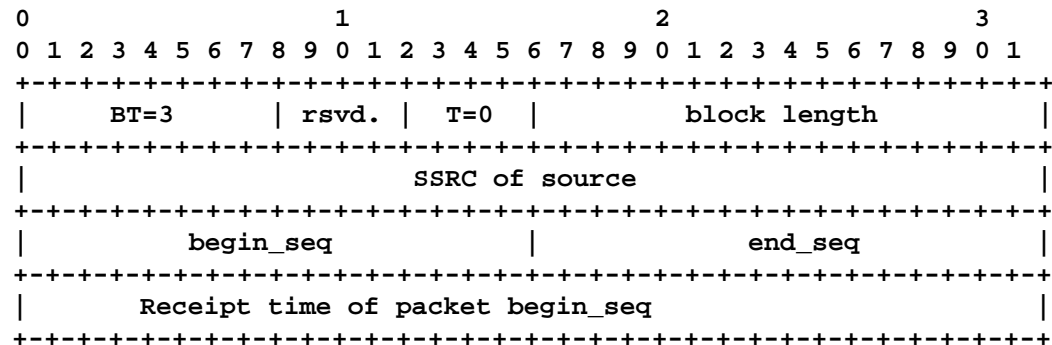 0                   1                   2                   3
0 1 2 3 4 5 6 7 8 9 0 1 2 3 4 5 6 7 8 9 0 1 2 3 4 5 6 7 8 9 0 1
+-+-+-+-+-+-+-+-+-+-+-+-+-+-+-+-+-+-+-+-+-+-+-+-+-+-+-+-+-+-+-+-+
|     BT=3      | rsvd. |  T=0  |         block length          |
+-+-+-+-+-+-+-+-+-+-+-+-+-+-+-+-+-+-+-+-+-+-+-+-+-+-+-+-+-+-+-+-+
|                        SSRC of source                         |
+-+-+-+-+-+-+-+-+-+-+-+-+-+-+-+-+-+-+-+-+-+-+-+-+-+-+-+-+-+-+-+-+
|          begin_seq            |             end_seq           |
+-+-+-+-+-+-+-+-+-+-+-+-+-+-+-+-+-+-+-+-+-+-+-+-+-+-+-+-+-+-+-+-+
|       Receipt time of packet begin_seq                        |
+-+-+-+-+-+-+-+-+-+-+-+-+-+-+-+-+-+-+-+-+-+-+-+-+-+-+-+-+-+-+-+-+